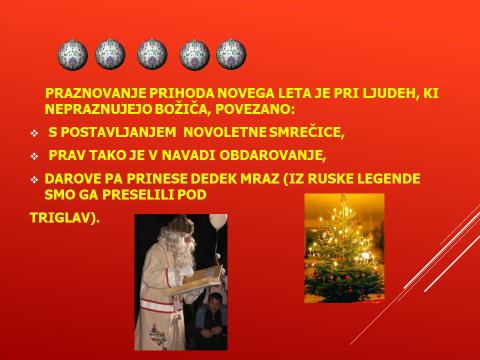 PRAZNOVANJE PRIHODA NOVEGA LETA JE PRI LJUDEH, KI
NEPRAZNUJEJO BOŽIČA, POVEZANO:
S POSTAVLJANJEM NOVOLETNE SMREČICE,
PRAV TAKO JE V NAVADI OBDAROVANJE,
DAROVE PA PRINESE DEDEK MRAZ (IZ RUSKE LEGENDE
SMO GA PRESELILI POD
TRIGLAV).